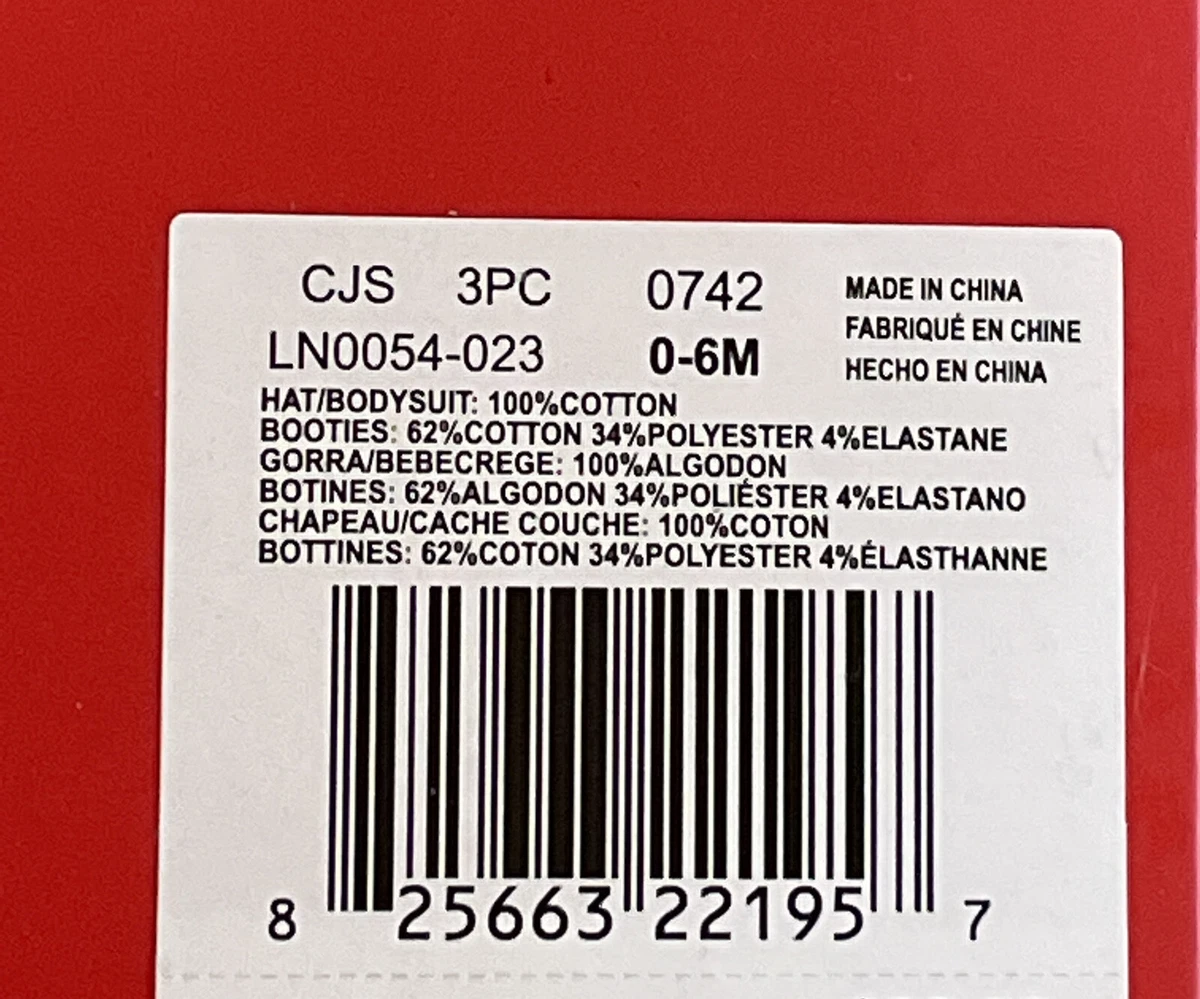 CJS 3PC 0742
LN0054-023 0-6M
MADE IN CHINA
FABRIQUÉ EN CHINE
HECHO EN CHINA
HAT/BODYSUIT: 100%COTTON
BOOTIES: 62%COTTON 34%POLYESTER 4%ELASTANE
GORRA/BEBECREGE: 100%ALGODON
BOTINES: 62%ALGODON 34%POLIÉSTER 4%ELASTANO
CHAPEAU/CACHE COUCHE: 100%COTON
BOTTINES: 62%COTON 34%POLYESTER 4%ÉLASTHANNE
8 25663 22195 7